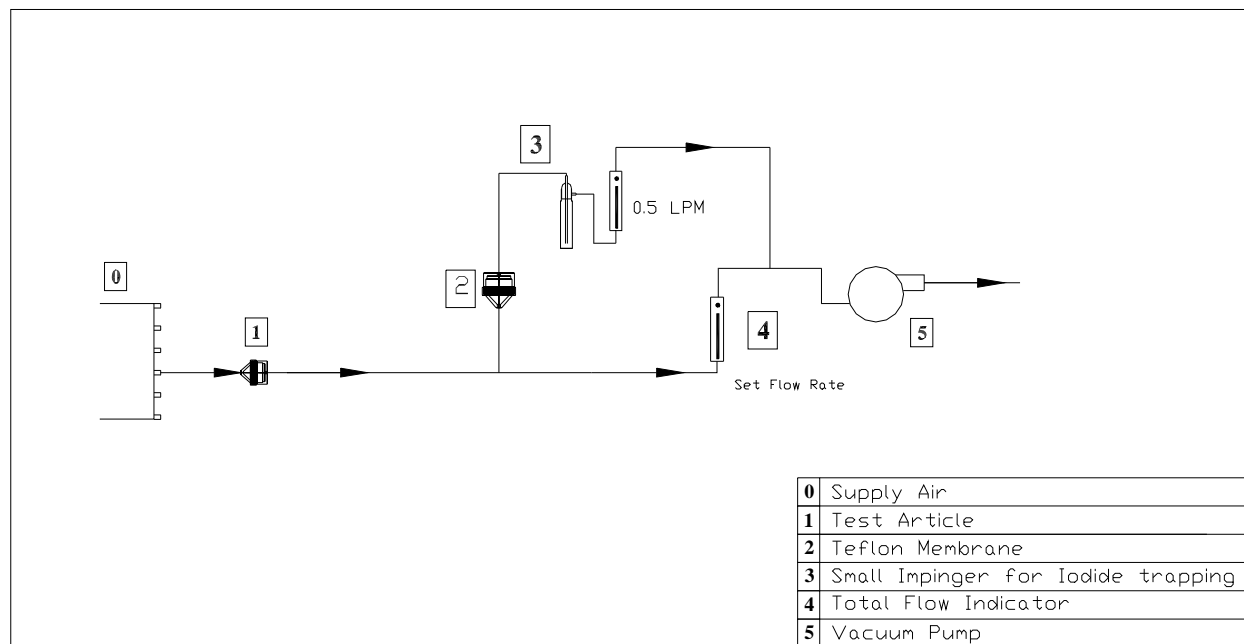 3
0.5 LPM
0
2
1
4
5
Set Flow Rate
0 Supply Air
1 Test Article
2 Teflon Membrane
3 Small Impinger for Iodide trapping
4 Total Flow Indicator
5 Vacuum Pump